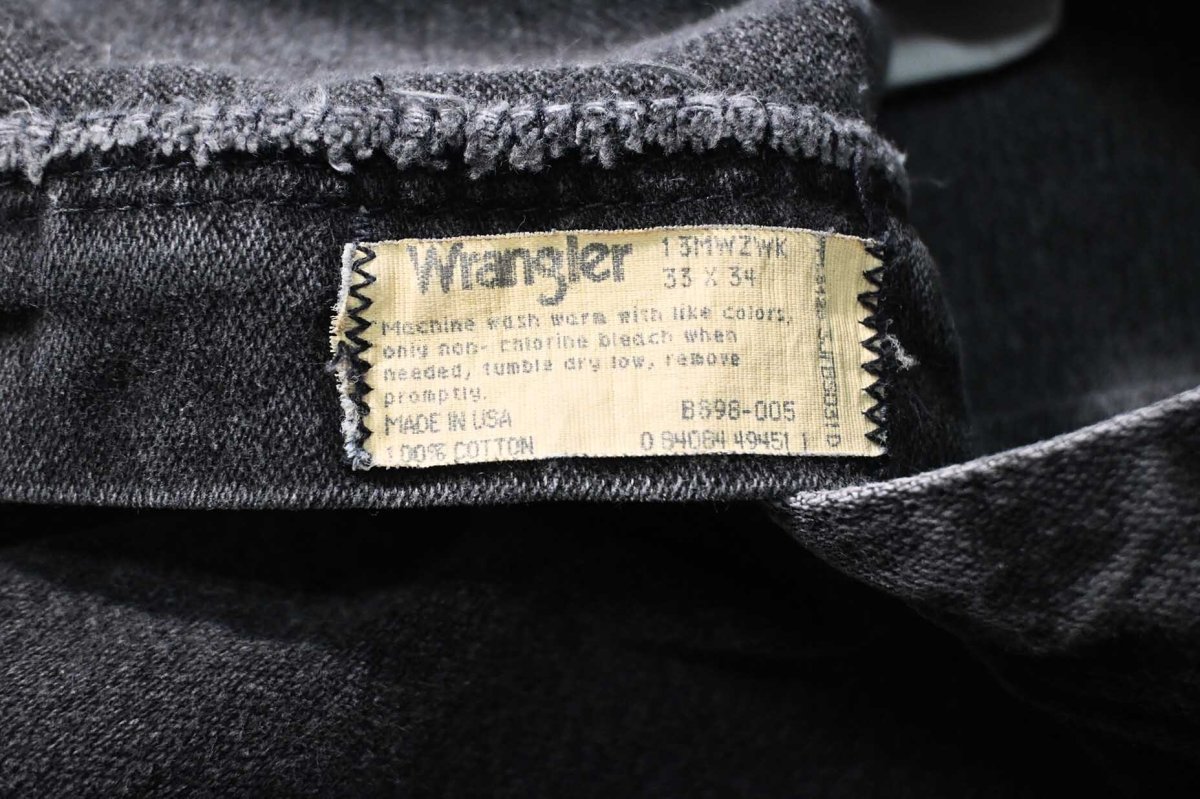 Wrangler
13MWZWK
33 X 34
Machine wash warm with like colors,
only non-chlorine bleach when
needed, tumble dry low, remove
promptly.
MADE IN USA
B598-005
100% COTTON
0 84084 49451 1